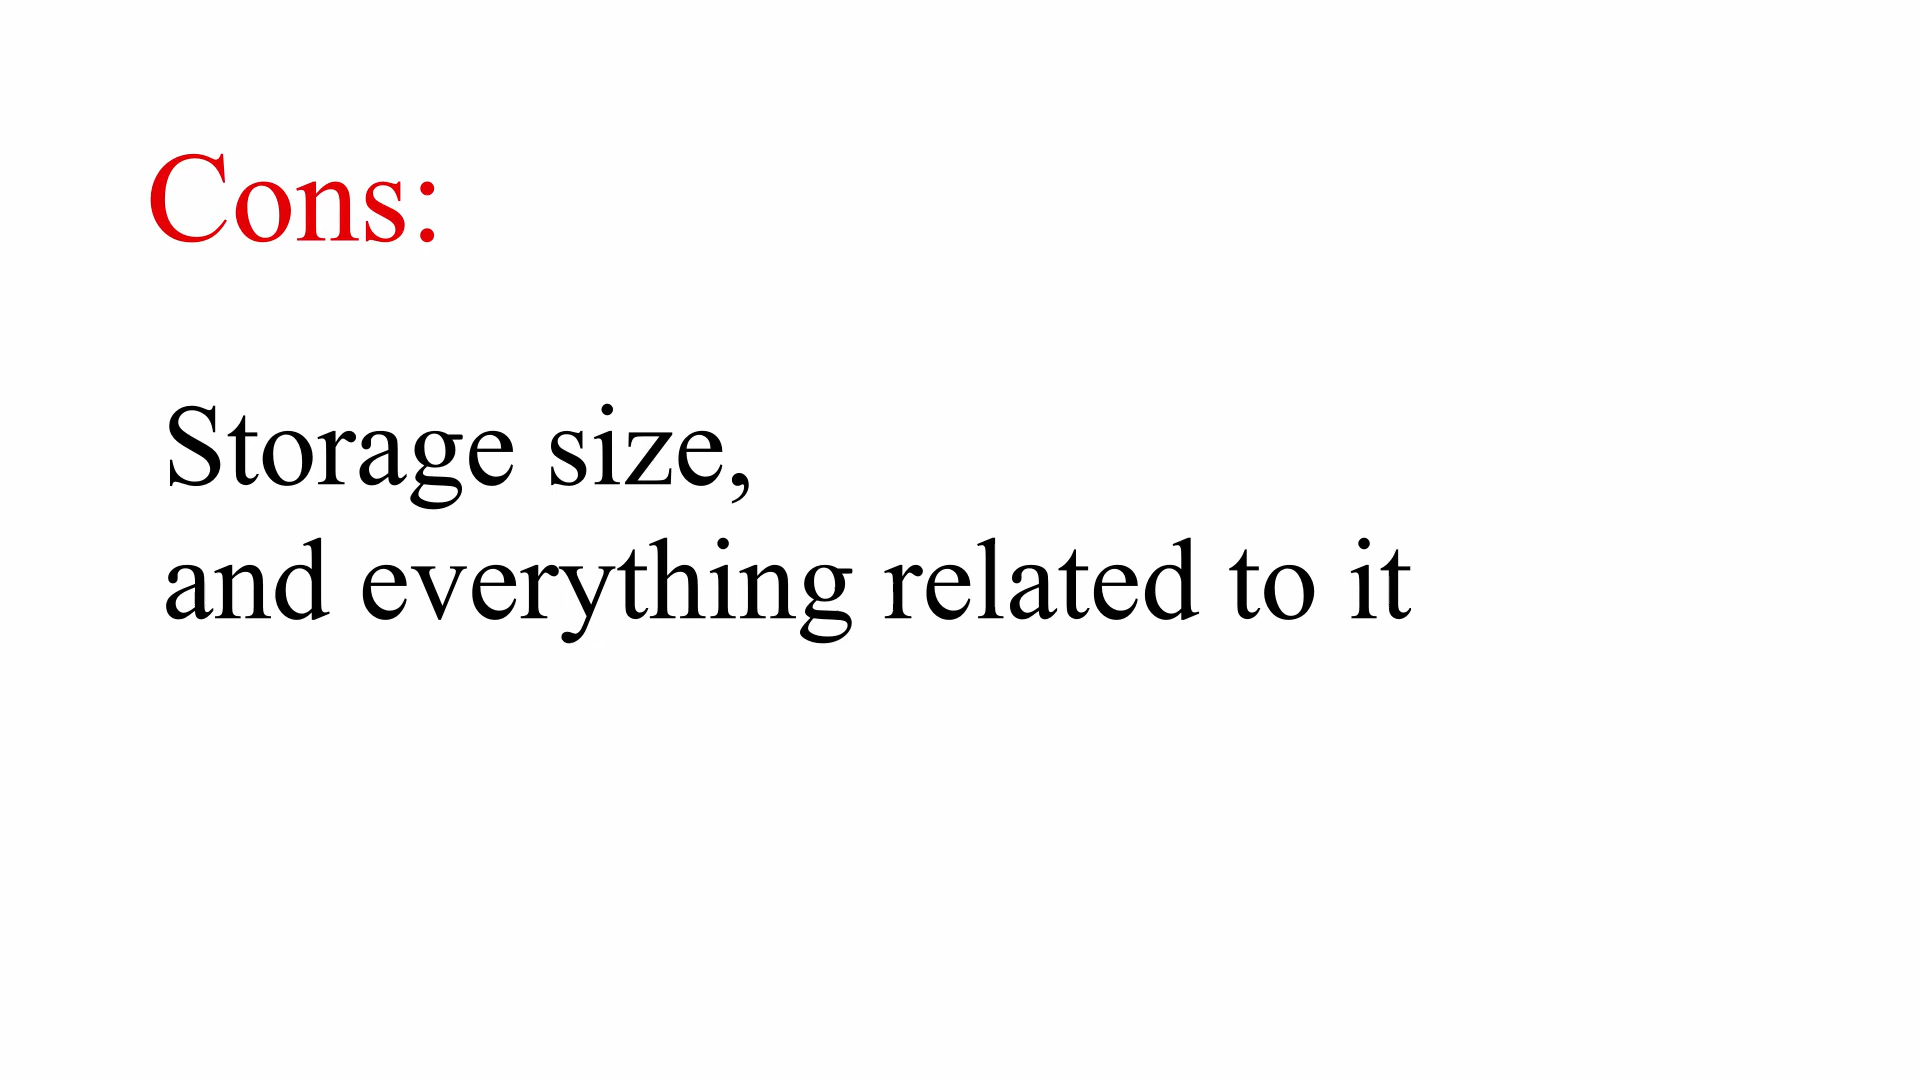 Cons:
Storage size,
and everything related to it